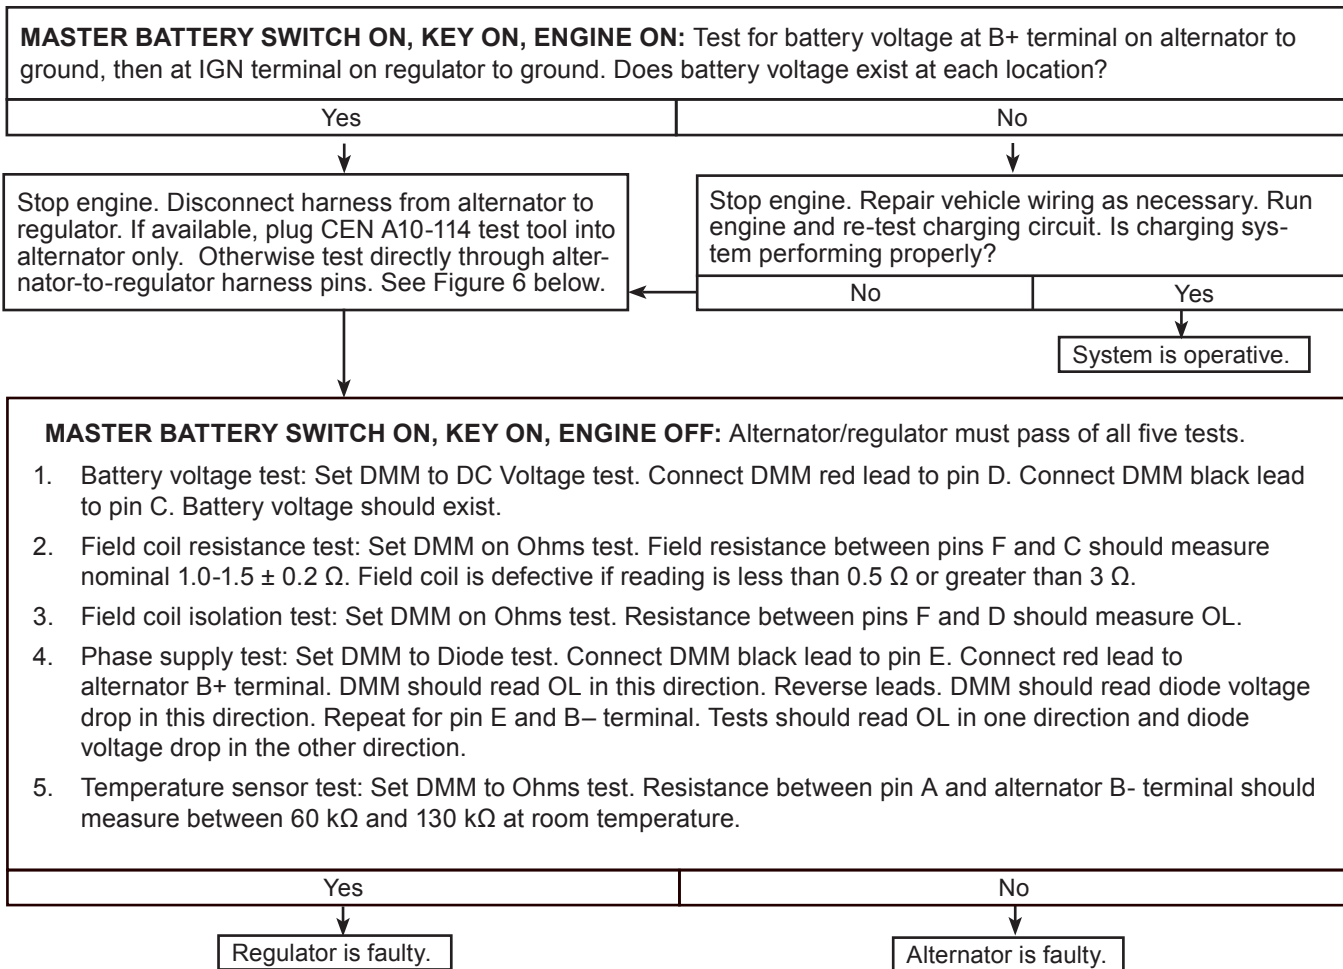 MASTER BATTERY SWITCH ON, KEY ON, ENGINE ON: Test for battery voltage at B+ terminal on alternator to
ground, then at IGN terminal on regulator to ground. Does battery voltage exist at each location?
Yes
No
Stop engine. Disconnect harness from alternator to
regulator. If available, plug CEN A10-114 test tool into
alternator only.  Otherwise test directly through alter-
nator-to-regulator harness pins. See Figure 6 below.
Stop engine. Repair vehicle wiring as necessary. Run
engine and re-test charging circuit. Is charging sys-
tem performing properly?
No
Yes
System is operative.
MASTER BATTERY SWITCH ON, KEY ON, ENGINE OFF: Alternator/regulator must pass of all five tests.
1. Battery voltage test: Set DMM to DC Voltage test. Connect DMM red lead to pin D. Connect DMM black lead
to pin C. Battery voltage should exist.
2. Field coil resistance test: Set DMM on Ohms test. Field resistance between pins F and C should measure
nominal 1.0-1.5 ± 0.2 Ω. Field coil is defective if reading is less than 0.5 Ω or greater than 3 Ω.
3. Field coil isolation test: Set DMM on Ohms test. Resistance between pins F and D should measure OL.
4. Phase supply test: Set DMM to Diode test. Connect DMM black lead to pin E. Connect red lead to
alternator B+ terminal. DMM should read OL in this direction. Reverse leads. DMM should read diode voltage
drop in this direction. Repeat for pin E and B– terminal. Tests should read OL in one direction and diode
voltage drop in the other direction.
5. Temperature sensor test: Set DMM to Ohms test. Resistance between pin A and alternator B- terminal should
measure between 60 kΩ and 130 kΩ at room temperature.
Yes
No
Regulator is faulty.
Alternator is faulty.